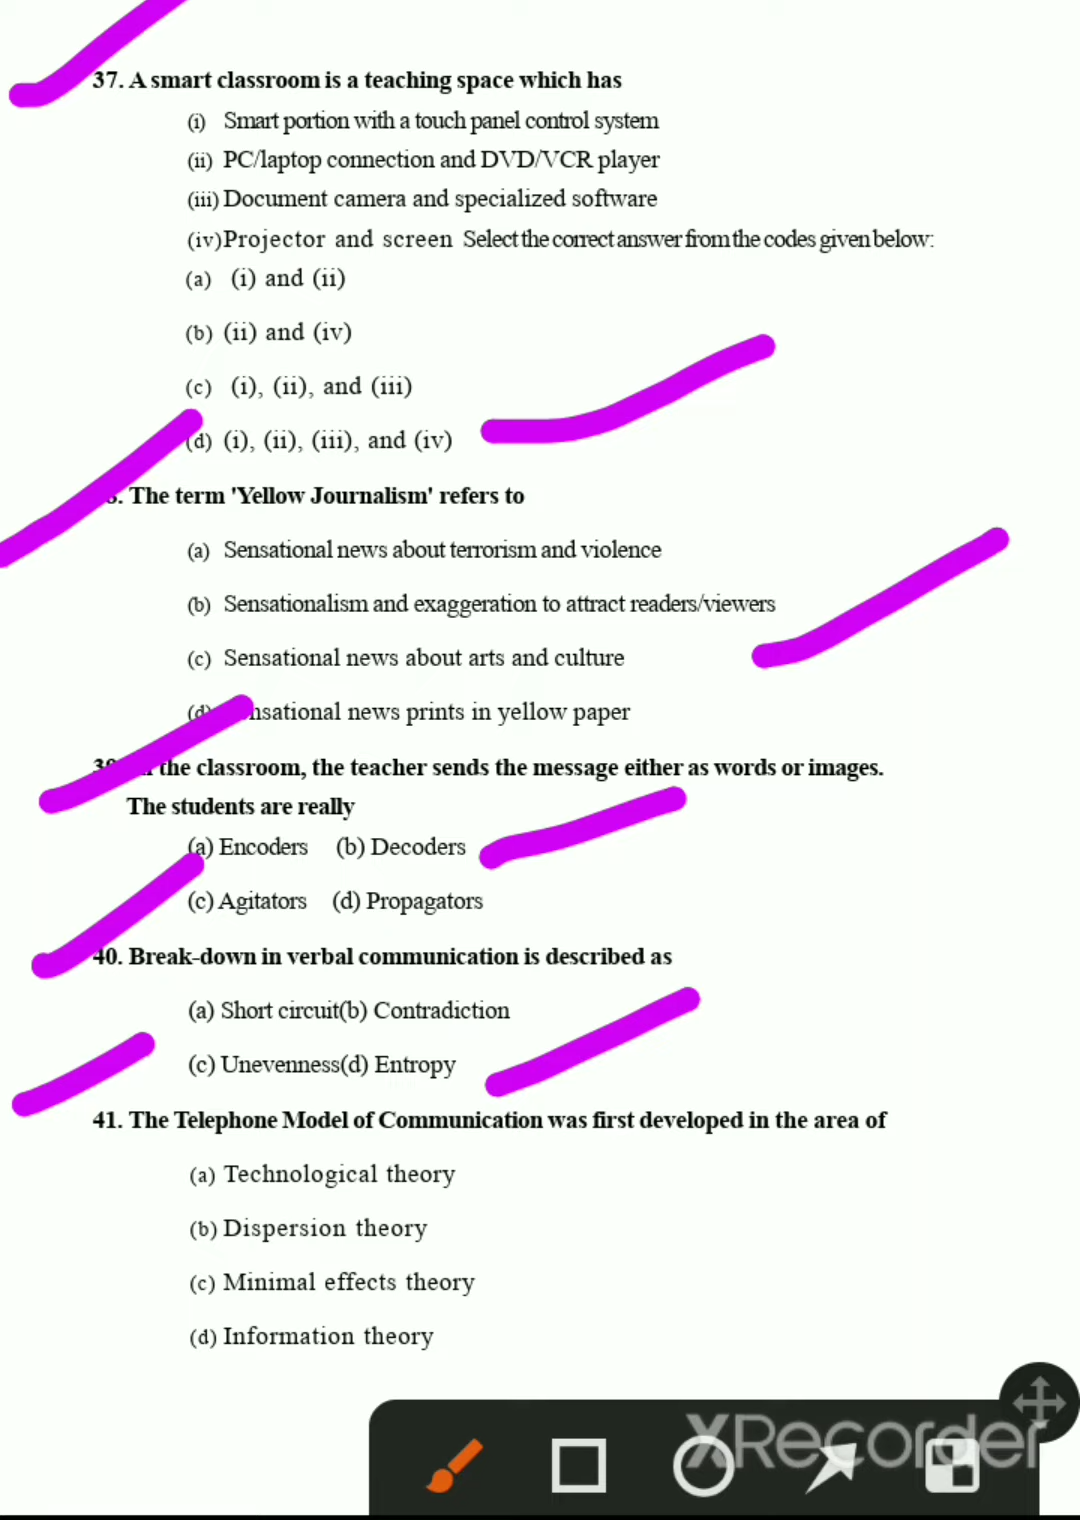 37. A smart classroom is a teaching space which has
(i) Smart portion with a touch panel control system
(ii) PC/laptop connection and DVD/VCR player
(iii) Document camera and specialized software
(iv) Projector and screen Select the correct answer from the codes given below:
(a) (i) and (ii)
(b) (ii) and (iv)
(c) (i), (ii), and (iii)
(d) (i), (ii), (iii), and (iv)
. The term 'Yellow Journalism' refers to
(a) Sensational news about terrorism and violence
(b) Sensationalism and exaggeration to attract readers/viewers
(c) Sensational news about arts and culture
(d) news prints in yellow paper
the classroom, the teacher sends the message either as words or images.
The students are really
(a) Encoders (b) Decoders
(c) Agitators (d) Propagators
40. Break-down in verbal communication is described as
(a) Short circuit(b) Contradiction
(c) Unevenness(d) Entropy
41. The Telephone Model of Communication was first developed in the area of
(a) Technological theory
(b) Dispersion theory
(c) Minimal effects theory
(d) Information theory
XRecorder